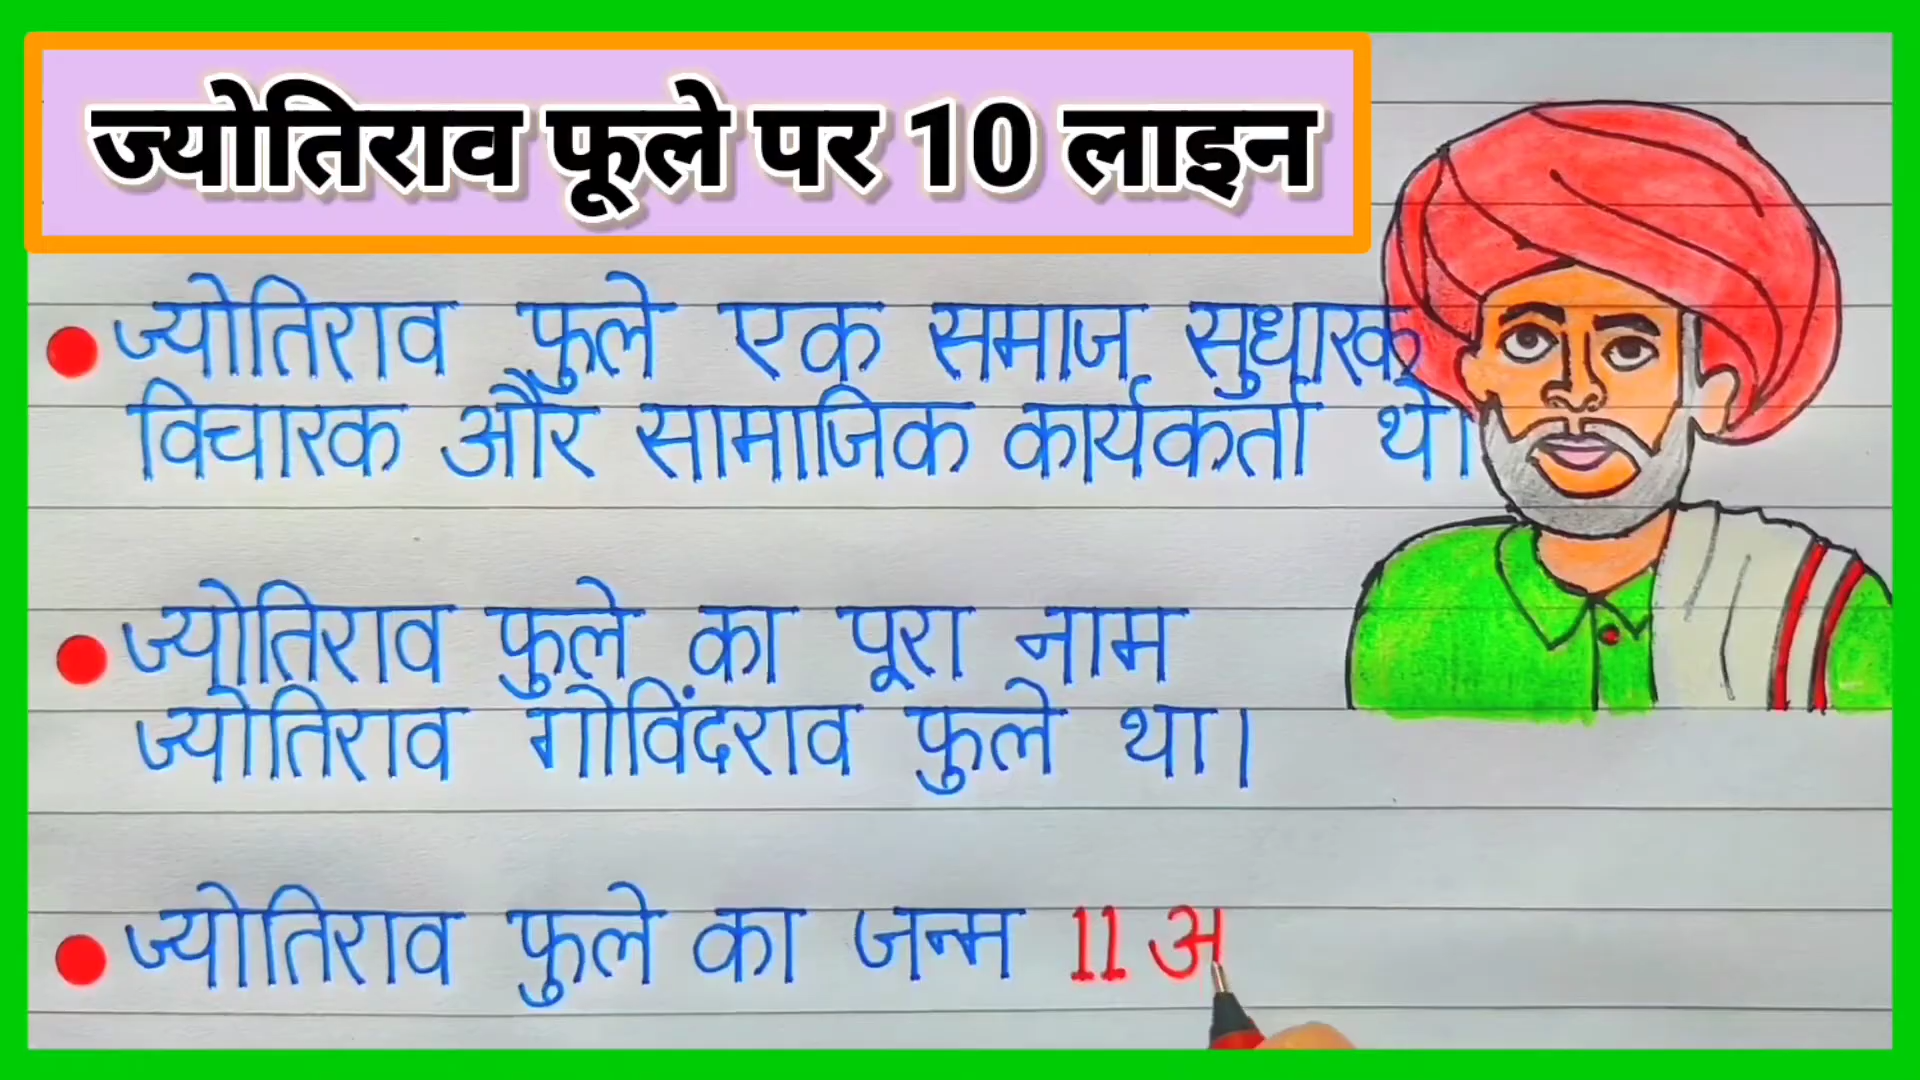 ज्योतिराव फूले पर 10 लाइन
ज्योतिराव फुले एक समाज सुधारक
विचारक और सामाजिक कार्यकर्ता थे।
ज्योतिराव फुले का पूरा नाम
ज्योतिराव गोविंदराव फुले था।
ज्योतिराव फुले का जन्म 11 अ